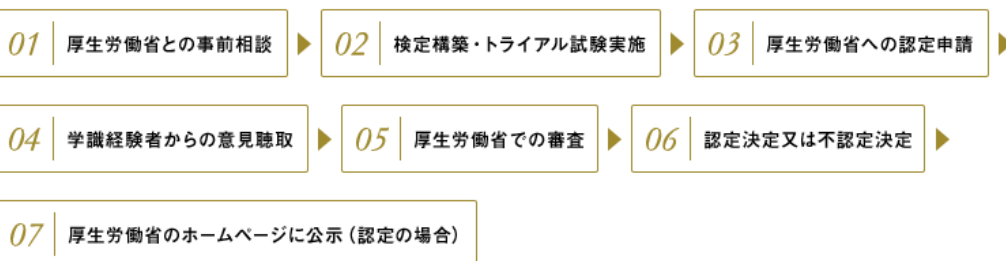 01 厚生労働省との事前相談
02 検定構築・トライアル試験実施
03 厚生労働省への認定申請
04 学識経験者からの意見聴取
05 厚生労働省での審査
06 認定決定又は不認定決定
07 厚生労働省のホームページに公示（認定の場合）